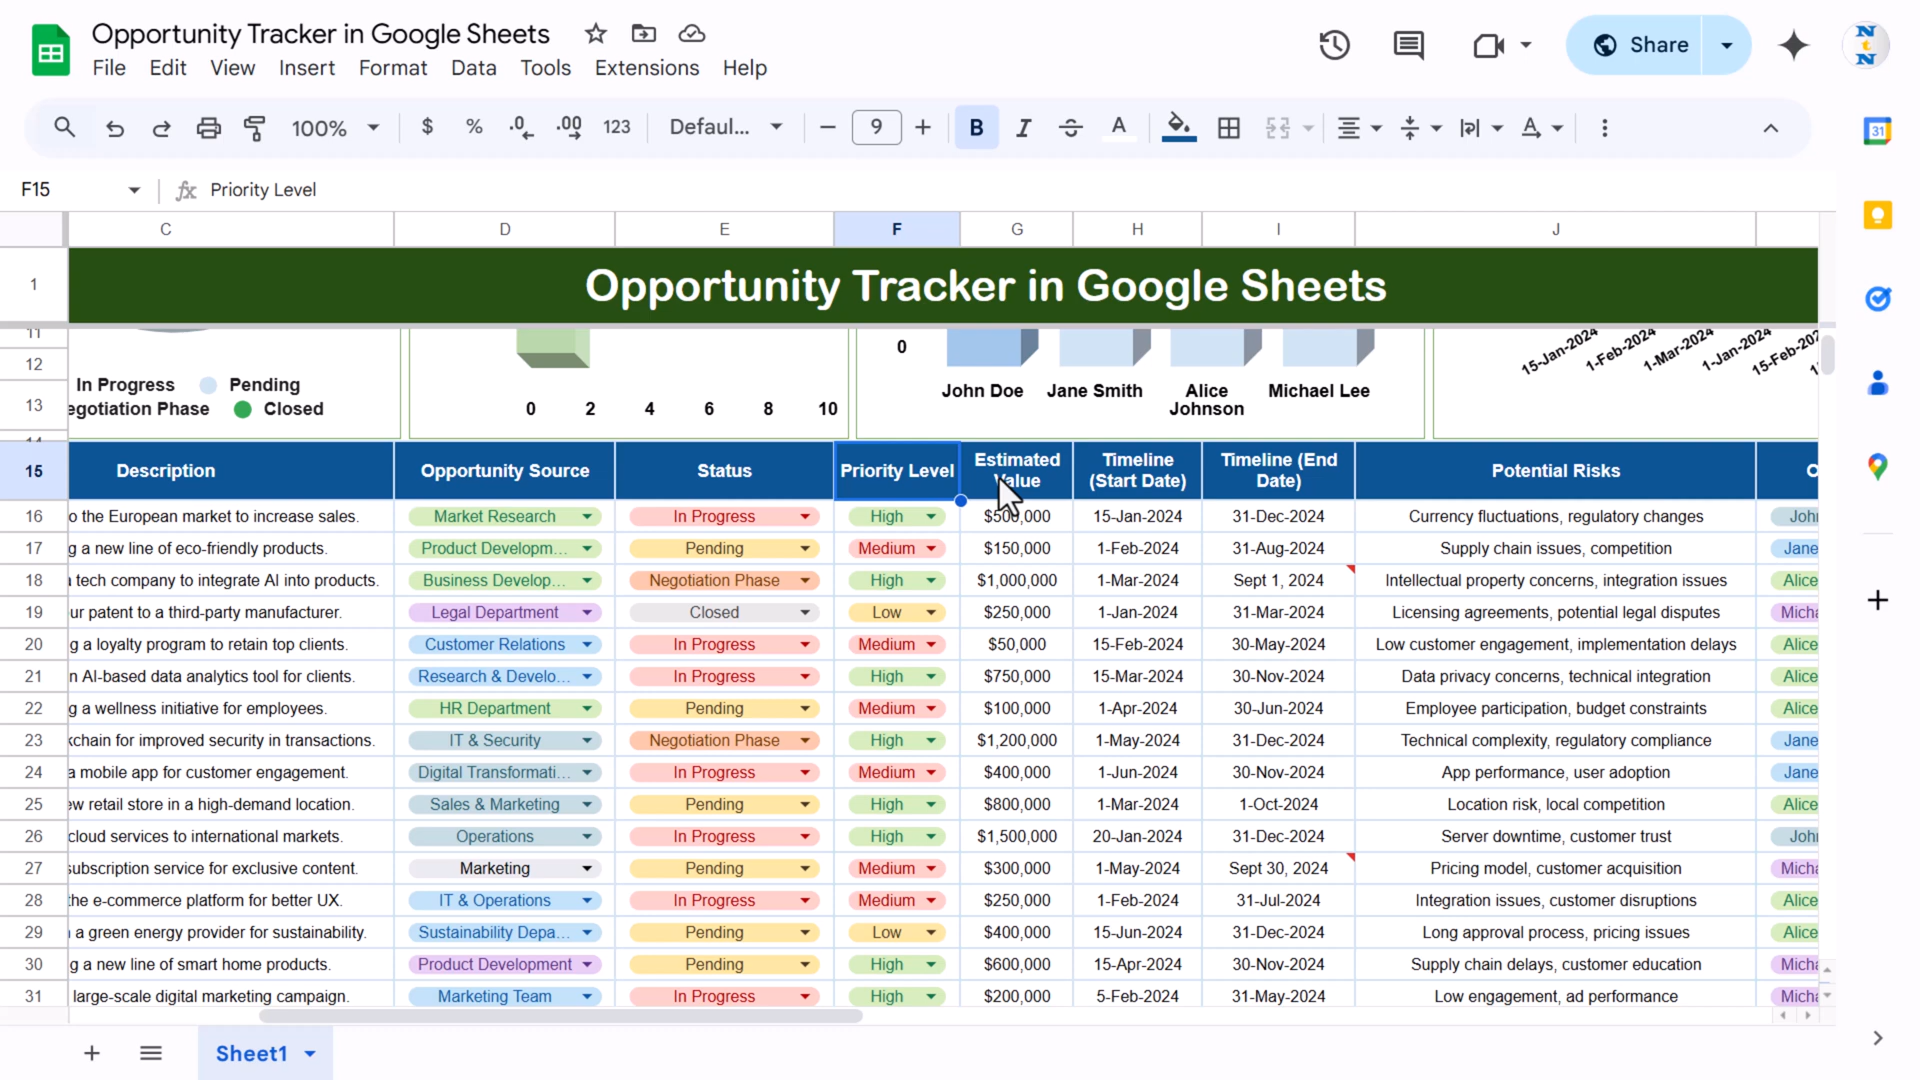 Opportunity Tracker in Google Sheets
File Edit View Insert Format Data Tools Extensions Help
Share
100% $ % .0 .00 123 Defaul... 9 B I A
31
F15 fx Priority Level
C D E F G H I J
1 Opportunity Tracker in Google Sheets
11
12
13
In Progress Pending
egotiation Phase Closed
0 2 4 6 8 10
0
John Doe Jane Smith Alice Johnson Michael Lee
15-Jan-2024 1-Feb-2024 1-Mar-2024 1-Jan-2024 15-Feb-202
14
15 Description Opportunity Source Status Priority Level Estimated Value Timeline (Start Date) Timeline (End Date) Potential Risks O
16 o the European market to increase sales. Market Research In Progress High $500,000 15-Jan-2024 31-Dec-2024 Currency fluctuations, regulatory changes John
17 g a new line of eco-friendly products. Product Developm... Pending Medium $150,000 1-Feb-2024 31-Aug-2024 Supply chain issues, competition Jane
18 tech company to integrate AI into products. Business Develop... Negotiation Phase High $1,000,000 1-Mar-2024 Sept 1, 2024 Intellectual property concerns, integration issues Alice
19 ur patent to a third-party manufacturer. Legal Department Closed Low $250,000 1-Jan-2024 31-Mar-2024 Licensing agreements, potential legal disputes Micha
20 g a loyalty program to retain top clients. Customer Relations In Progress Medium $50,000 15-Feb-2024 30-May-2024 Low customer engagement, implementation delays Alice
21 n AI-based data analytics tool for clients. Research & Develo... In Progress High $750,000 15-Mar-2024 30-Nov-2024 Data privacy concerns, technical integration Alice
22 g a wellness initiative for employees. HR Department Pending Medium $100,000 1-Apr-2024 30-Jun-2024 Employee participation, budget constraints Alice
23 kchain for improved security in transactions. IT & Security Negotiation Phase High $1,200,000 1-May-2024 31-Dec-2024 Technical complexity, regulatory compliance Jane
24 a mobile app for customer engagement. Digital Transformati... In Progress Medium $400,000 1-Jun-2024 30-Nov-2024 App performance, user adoption Jane
25 ew retail store in a high-demand location. Sales & Marketing Pending High $800,000 1-Mar-2024 1-Oct-2024 Location risk, local competition Alice
26 cloud services to international markets. Operations In Progress High $1,500,000 20-Jan-2024 31-Dec-2024 Server downtime, customer trust John
27 subscription service for exclusive content. Marketing Pending Medium $300,000 1-May-2024 Sept 30, 2024 Pricing model, customer acquisition Micha
28 the e-commerce platform for better UX. IT & Operations In Progress Medium $250,000 1-Feb-2024 31-Jul-2024 Integration issues, customer disruptions Alice
29 a green energy provider for sustainability. Sustainability Depa... Pending Low $400,000 15-Jun-2024 31-Dec-2024 Long approval process, pricing issues Alice
30 g a new line of smart home products. Product Development Pending High $600,000 15-Apr-2024 30-Nov-2024 Supply chain delays, customer education Micha
31 large-scale digital marketing campaign. Marketing Team In Progress High $200,000 5-Feb-2024 31-May-2024 Low engagement, ad performance Micha
Sheet1